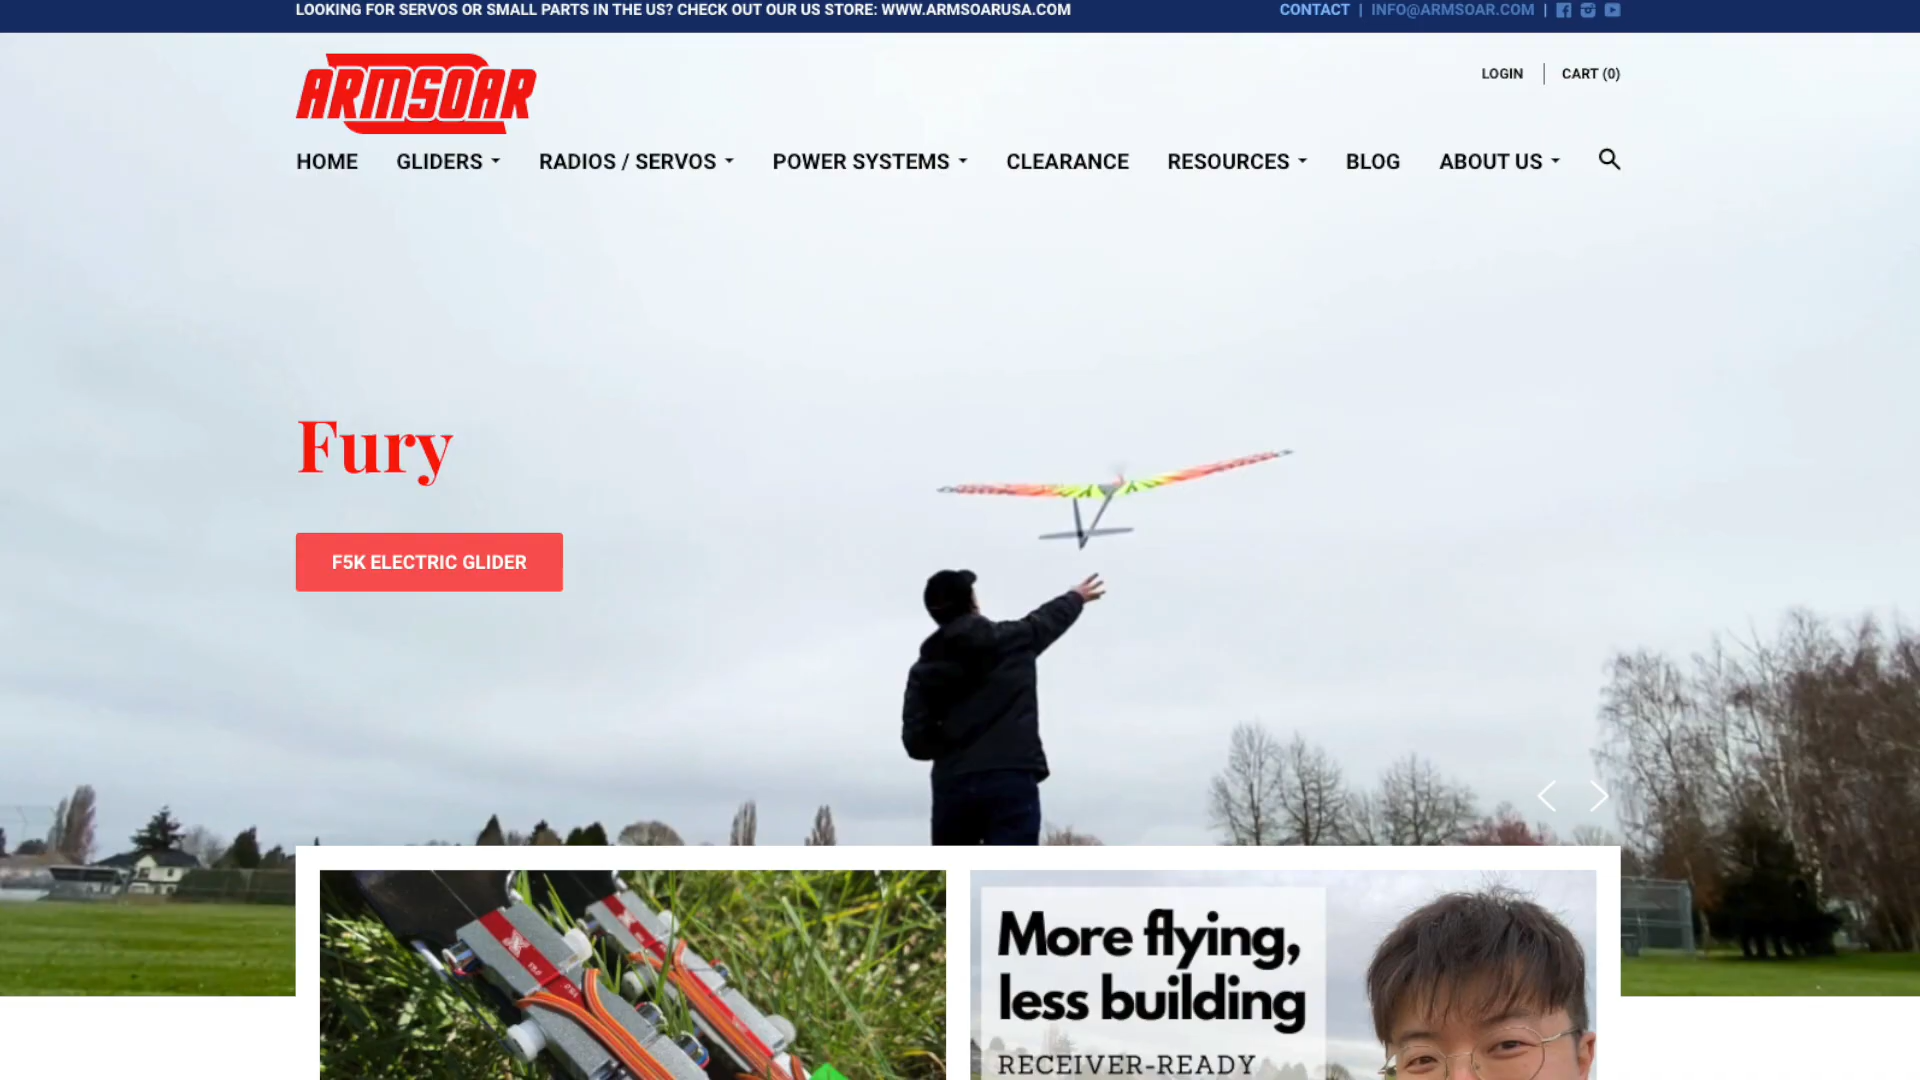 LOOKING FOR SERVOS OR SMALL PARTS IN THE US? CHECK OUT OUR US STORE: WWW.ARMSOARUSA.COM
CONTACT | INFO@ARMSOAR.COM |
ARMSOAR
LOGIN
CART (0)
HOME
GLIDERS
RADIOS / SERVOS
POWER SYSTEMS
CLEARANCE
RESOURCES
BLOG
ABOUT US
Fury
F5K ELECTRIC GLIDER
More flying,
less building
RECEIVER-READY